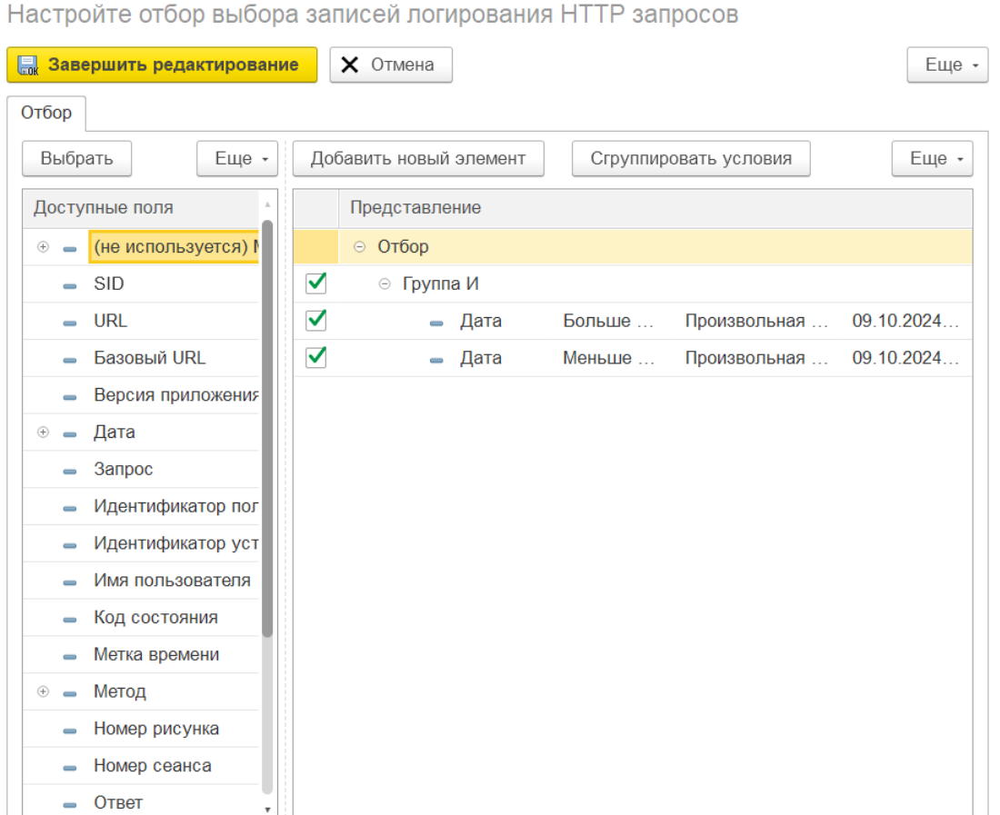 Настройте отбор выбора записей логирования HTTP запросов
Завершить редактирование
Отмена
Еще
Отбор
Выбрать
Еще
Добавить новый элемент
Сгруппировать условия
Еще
Доступные поля
Представление
(не используется)
Отбор
SID
Группа И
URL
Дата Больше ... Произвольная ... 09.10.2024...
Базовый URL
Дата Меньше ... Произвольная ... 09.10.2024...
Версия приложения
Дата
Запрос
Идентификатор пол
Идентификатор уст
Имя пользователя
Код состояния
Метка времени
Метод
Номер рисунка
Номер сеанса
Ответ